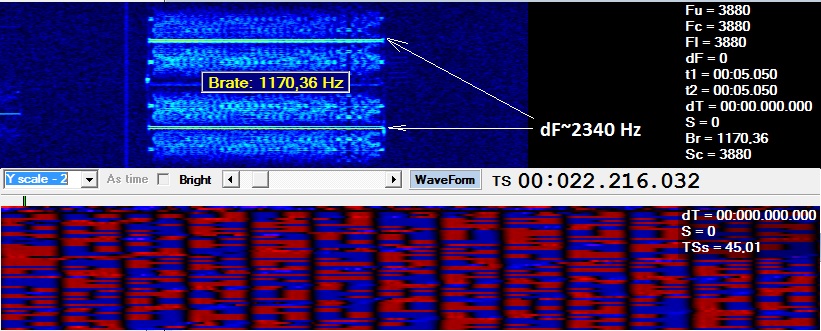 Fu = 3880
Fc = 3880
Fl = 3880
dF = 0
t1 = 00:05.050
t2 = 00:05.050
dT = 00:00.000.000
S = 0
Br = 1170,36
Sc = 3880
Brate: 1170,36 Hz
dF~2340 Hz
Y scale - 2 As time Bright WaveForm TS 00:022.216.032
dT = 00:000.000.000
S = 0
TSs = 45,01